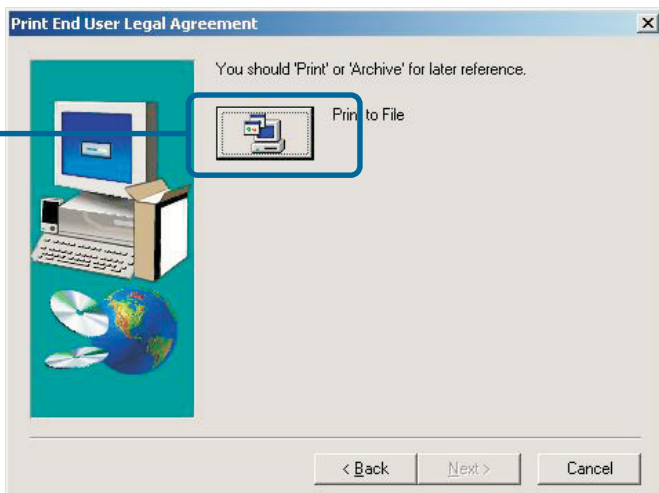 Print End User Legal Agreement
You should 'Print' or 'Archive' for later reference.
Print to File
< Back
Next >
Cancel